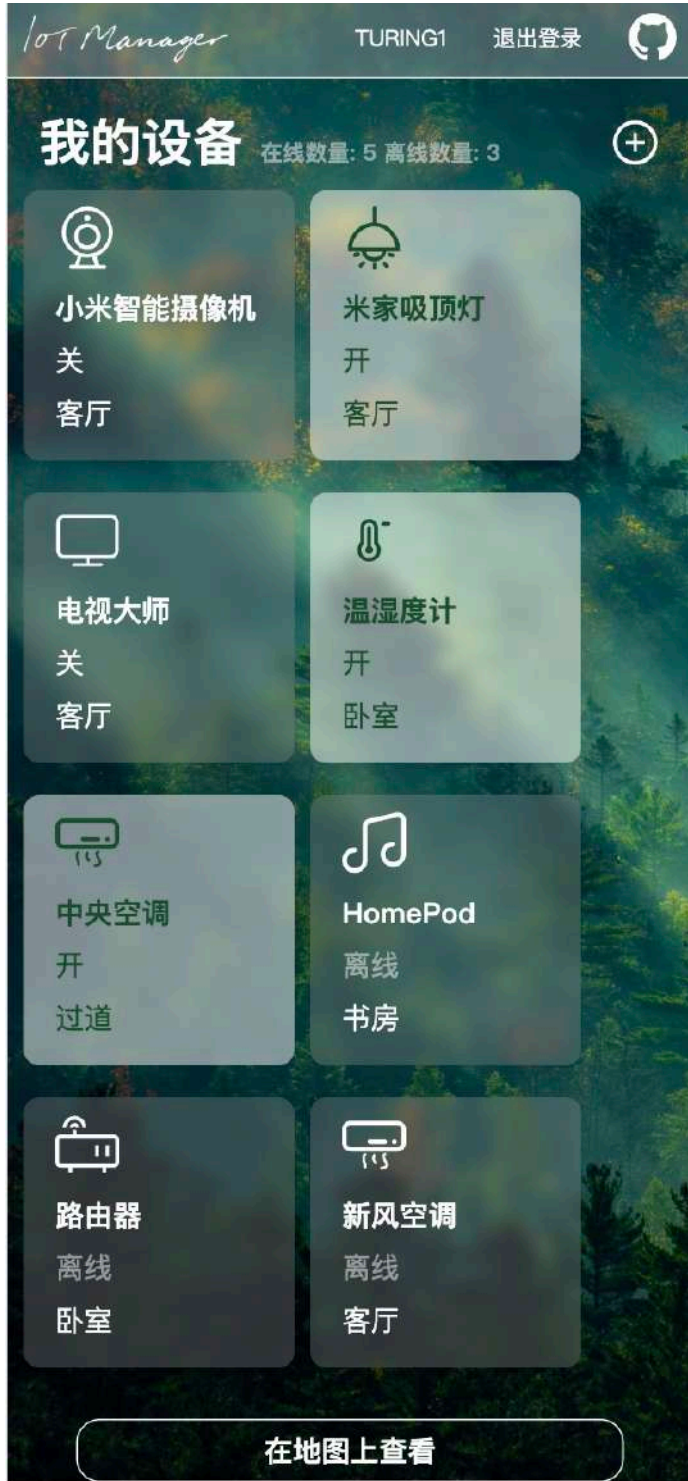 IoT Manager TURING1 退出登录
我的设备 在线数量: 5 离线数量: 3
小米智能摄像机
关
客厅
米家吸顶灯
开
客厅
电视大师
关
客厅
温湿度计
开
卧室
中央空调
开
过道
HomePod
离线
书房
路由器
离线
卧室
新风空调
离线
客厅
在地图上查看